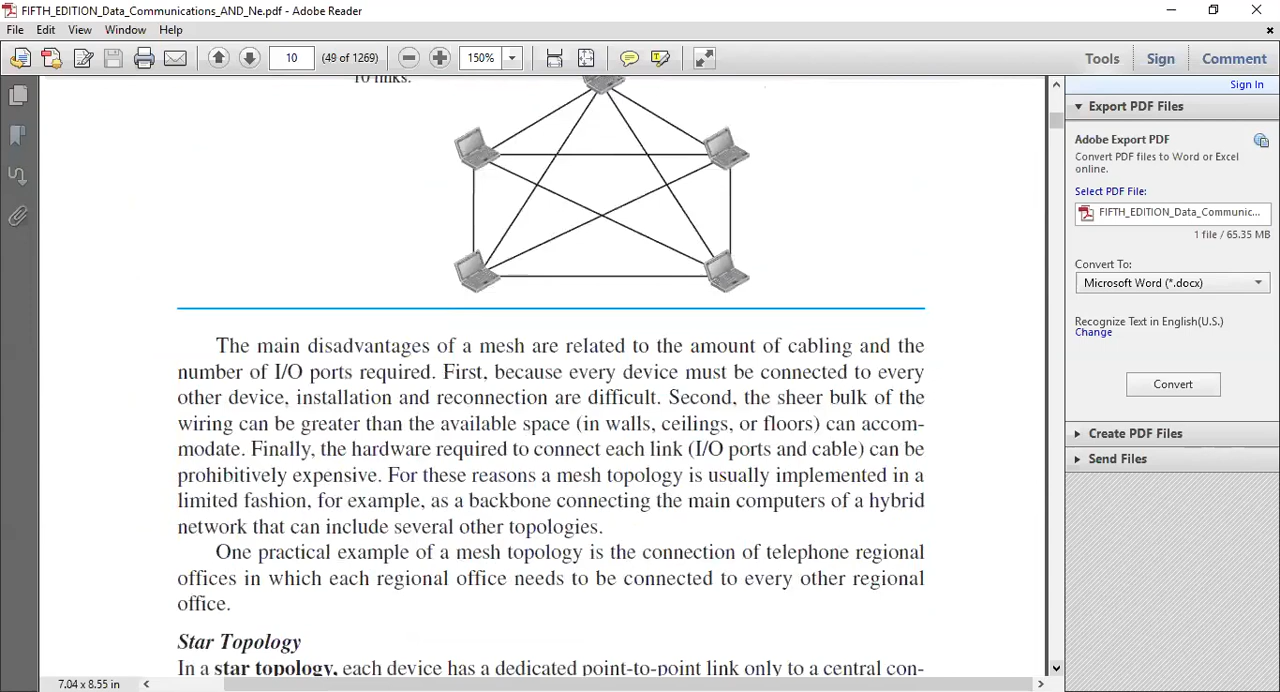 FIFTH_EDITION_Data_Communications_AND_Ne.pdf - Adobe Reader
File Edit View Window Help
10 (49 of 1269) 150% Tools Sign Comment
Sign In
10 links.
The main disadvantages of a mesh are related to the amount of cabling and the
number of I/O ports required. First, because every device must be connected to every
other device, installation and reconnection are difficult. Second, the sheer bulk of the
wiring can be greater than the available space (in walls, ceilings, or floors) can accom-
modate. Finally, the hardware required to connect each link (I/O ports and cable) can be
prohibitively expensive. For these reasons a mesh topology is usually implemented in a
limited fashion, for example, as a backbone connecting the main computers of a hybrid
network that can include several other topologies.
One practical example of a mesh topology is the connection of telephone regional
offices in which each regional office needs to be connected to every other regional
office.
Star Topology
In a star topology, each device has a dedicated point-to-point link only to a central con-
Export PDF Files
Adobe Export PDF
Convert PDF files to Word or Excel
online.
Select PDF File:
FIFTH_EDITION_Data_Communic...
1 file / 65.35 MB
Convert To:
Microsoft Word (*.docx)
Recognize Text in English(U.S.)
Change
Convert
Create PDF Files
Send Files
7.04 x 8.55 in